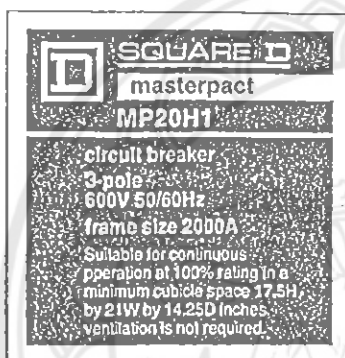 SQUARE D
masterpact
MP20H1
circuit breaker
3-pole
600V 50/60Hz
frame size 2000A
Suitable for continuous
operation at 100% rating in a
minimum cubicle space 17.5H
by 21W by 14.25D inches,
ventilation is not required.